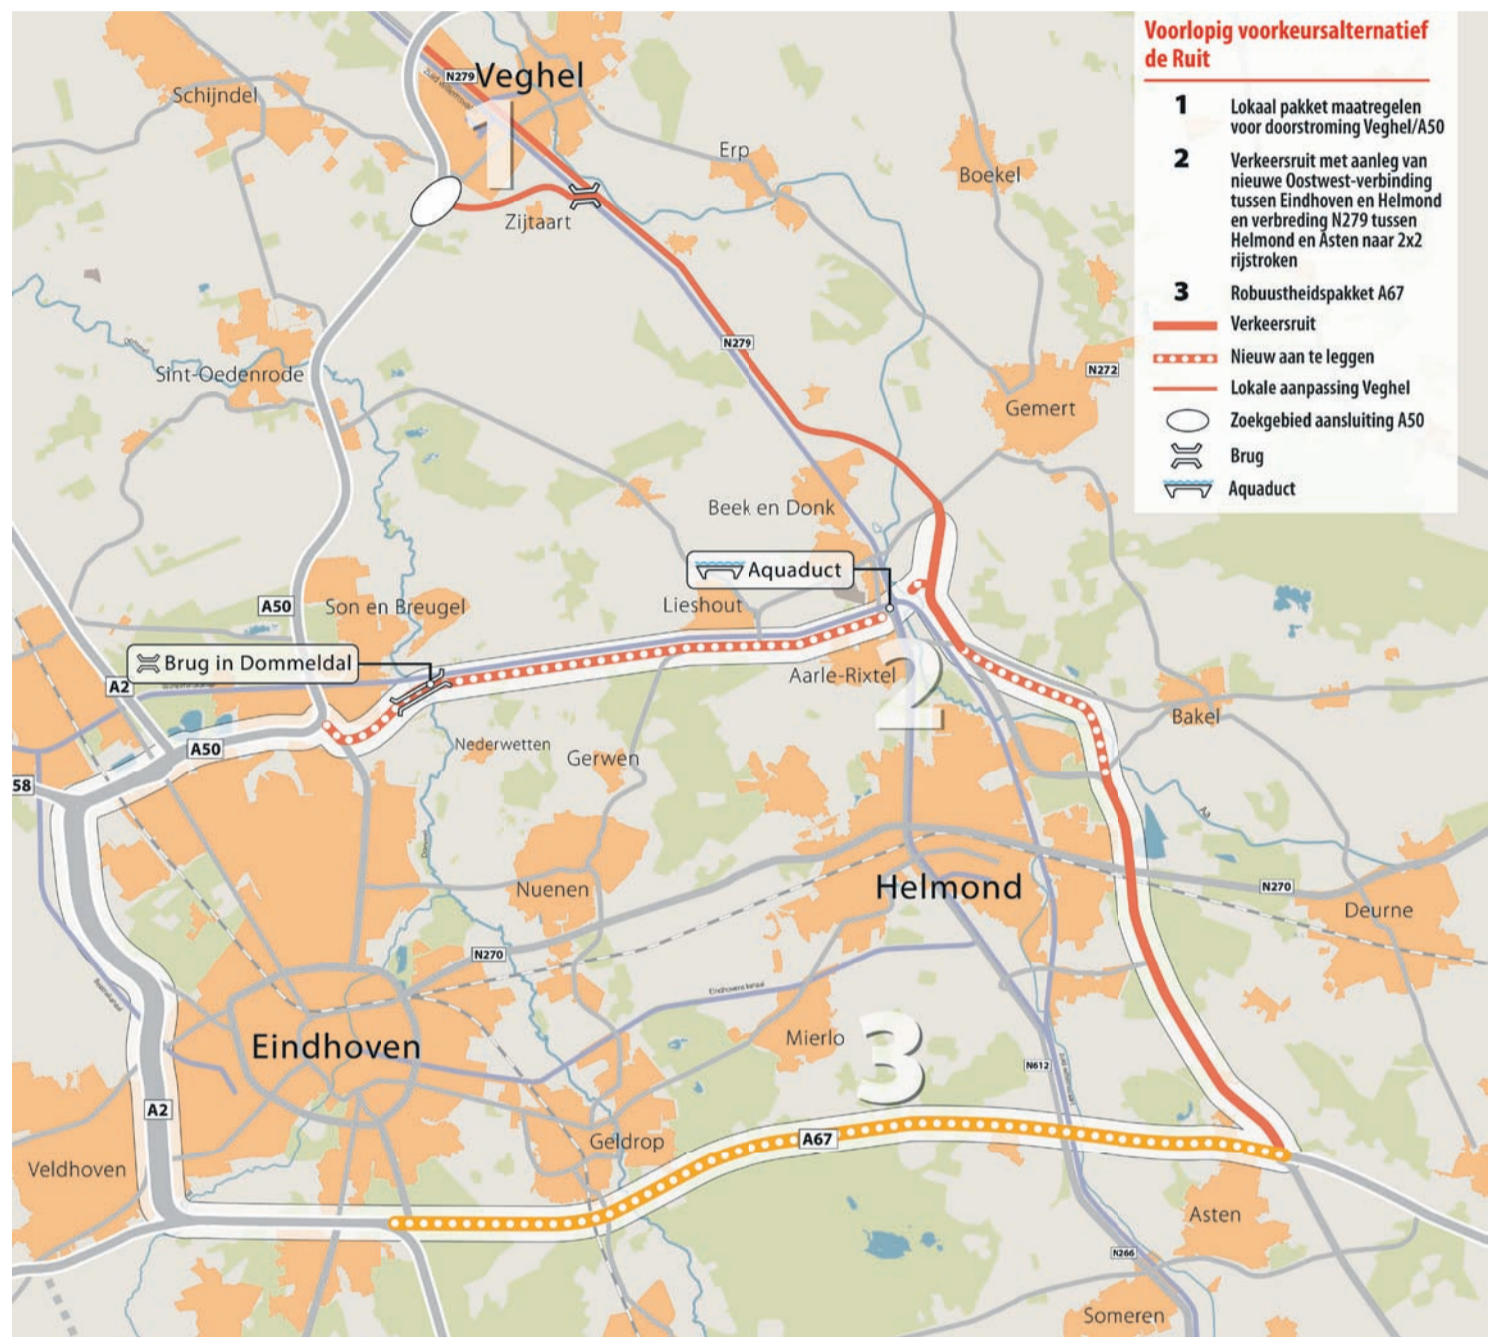 Voorlopig voorkeursalternatief
de Ruit
1
Lokaal pakket maatregelen
voor doorstroming Veghel/A50
2
Verkeersruit met aanleg van
nieuwe Oostwest-verbinding
tussen Eindhoven en Helmond
en verbreding N279 tussen
Helmond en Asten naar 2x2
rijstroken
3
Robuustheidspakket A67
Verkeersruit
Nieuw aan te leggen
Lokale aanpassing Veghel
Zoekgebied aansluiting A50
Brug
Aquaduct
N279
Veghel
Schijndel
1
Erp
Boekel
Zijtaart
N279
Sint-Oedenrode
N272
Gemert
Beek en Donk
Aquaduct
A50
Son en Breugel
Lieshout
Brug in Dommeldal
A2
Aarle-Rixtel
2
Bakel
A50
Nederwetten
Gerwen
58
Aa
Dommel
Nuenen
Helmond
N270
Deurne
N270
Eindhovens kanaal
Eindhoven
Mierlo
3
N612
A2
A67
Geldrop
Veldhoven
Asten
N266
Someren